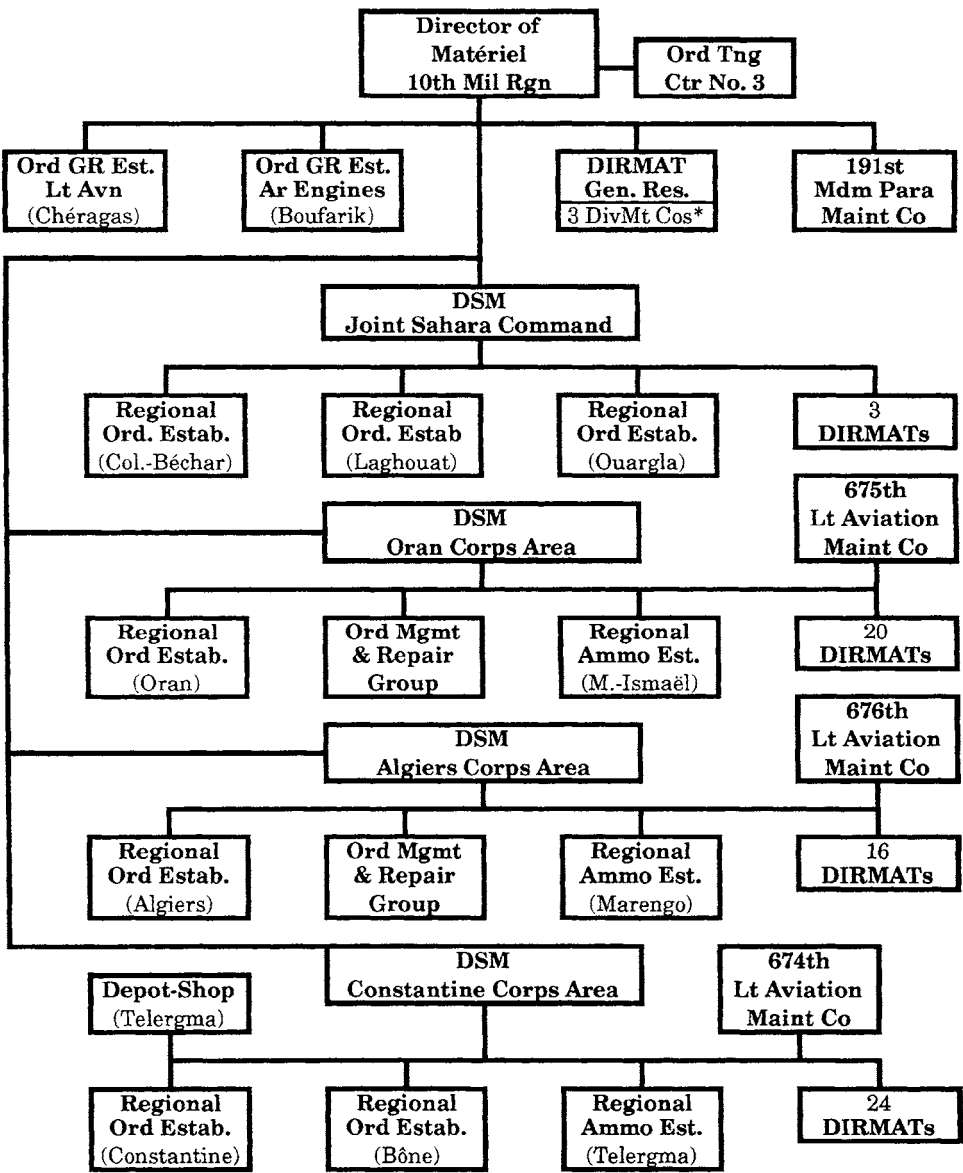 Director of
Matériel
10th Mil Rgn
Ord Tng
Ctr No. 3
Ord GR Est.
Lt Avn
(Chéragas)
Ord GR Est.
Ar Engines
(Boufarik)
DIRMAT
Gen. Res.
3 DivMt Cos*
191st
Mdm Para
Maint Co
DSM
Joint Sahara Command
Regional
Ord. Estab.
(Col.-Béchar)
Regional
Ord. Estab
(Laghouat)
Regional
Ord Estab.
(Ouargla)
3
DIRMATs
DSM
Oran Corps Area
675th
Lt Aviation
Maint Co
Regional
Ord Estab.
(Oran)
Ord Mgmt
& Repair
Group
Regional
Ammo Est.
(M.-Ismaël)
20
DIRMATs
DSM
Algiers Corps Area
676th
Lt Aviation
Maint Co
Regional
Ord Estab.
(Algiers)
Ord Mgmt
& Repair
Group
Regional
Ammo Est.
(Marengo)
16
DIRMATs
DSM
Constantine Corps Area
674th
Lt Aviation
Maint Co
Depot-Shop
(Telergma)
Regional
Ord Estab.
(Constantine)
Regional
Ord Estab.
(Bône)
Regional
Ammo Est.
(Telergma)
24
DIRMATs